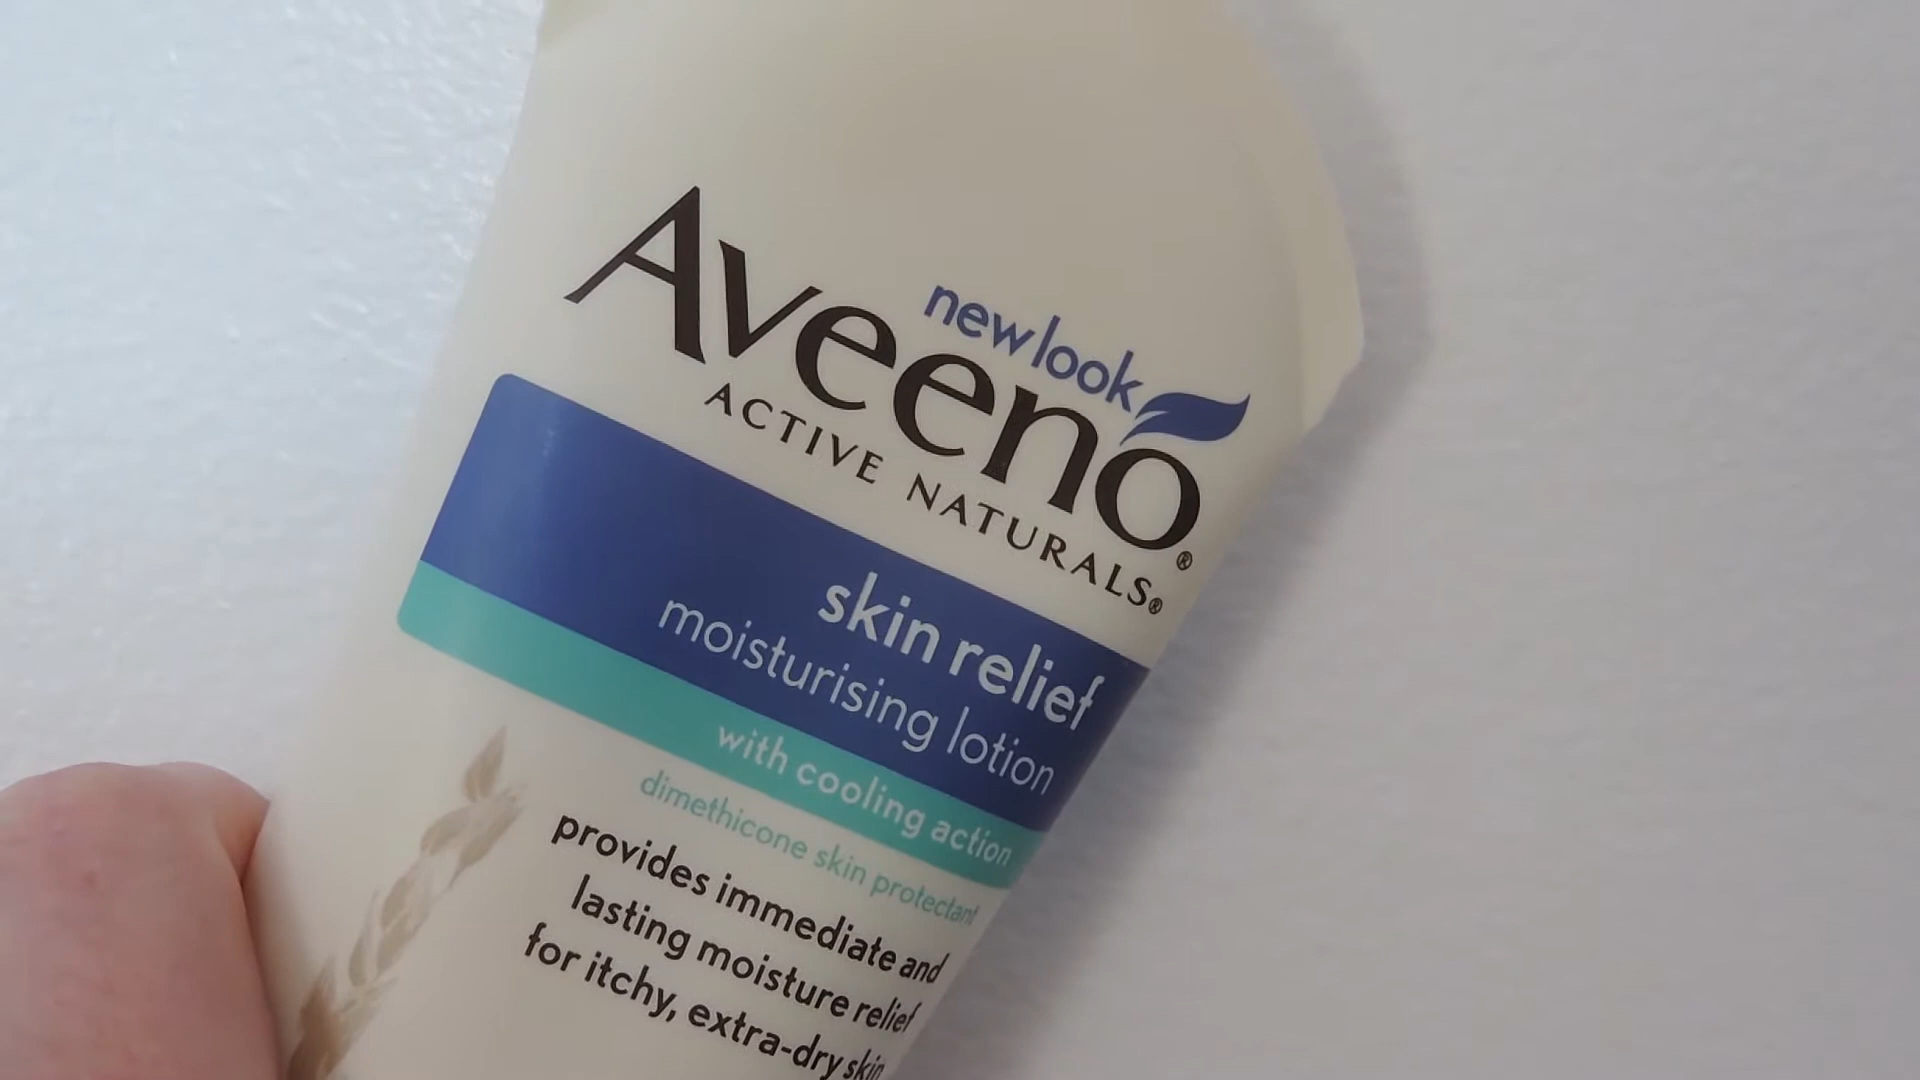 new look
Aveeno®
ACTIVE NATURALS®
skin relief
moisturising lotion
with cooling action
dimethicone skin protectant
provides immediate and
lasting moisture relief
for itchy, extra-dry skin